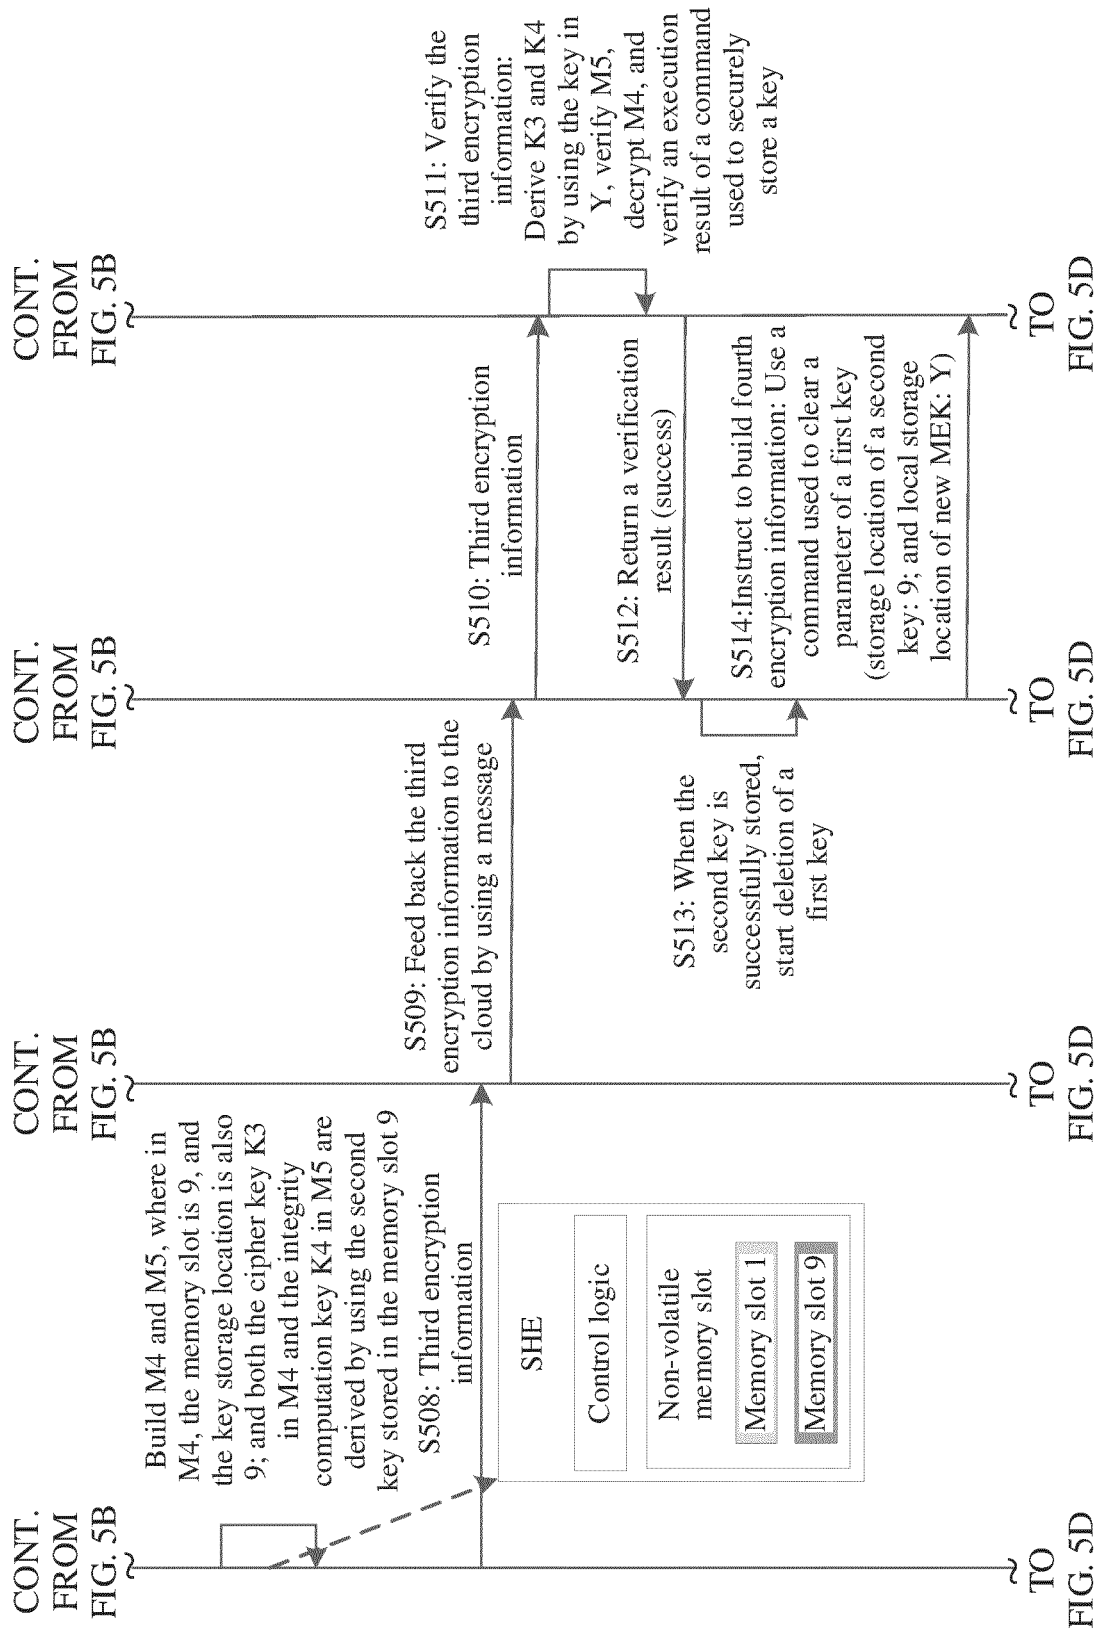 CONT.
FROM
FIG. 5B
CONT.
FROM
FIG. 5B
CONT.
FROM
FIG. 5B
CONT.
FROM
FIG. 5B
Build M4 and M5, where in
M4, the memory slot is 9, and
the key storage location is also
9; and both the cipher key K3
in M4 and the integrity
computation key K4 in M5 are
derived by using the second
key stored in the memory slot 9
S508: Third encryption
information
SHE
Control logic
Non-volatile
memory slot
Memory slot 1
Memory slot 9
S509: Feed back the third
encryption information to the
cloud by using a message
S510: Third encryption
information
S511: Verify the
third encryption
information:
Derive K3 and K4
by using the key in
Y, verify M5,
decrypt M4, and
verify an execution
result of a command
used to securely
store a key
S512: Return a verification
result (success)
S513: When the
second key is
successfully stored,
start deletion of a
first key
S514:Instruct to build fourth
encryption information: Use a
command used to clear a
parameter of a first key
(storage location of a second
key: 9; and local storage
location of new MEK: Y)
TO
FIG. 5D
TO
FIG. 5D
TO
FIG. 5D
TO
FIG. 5D